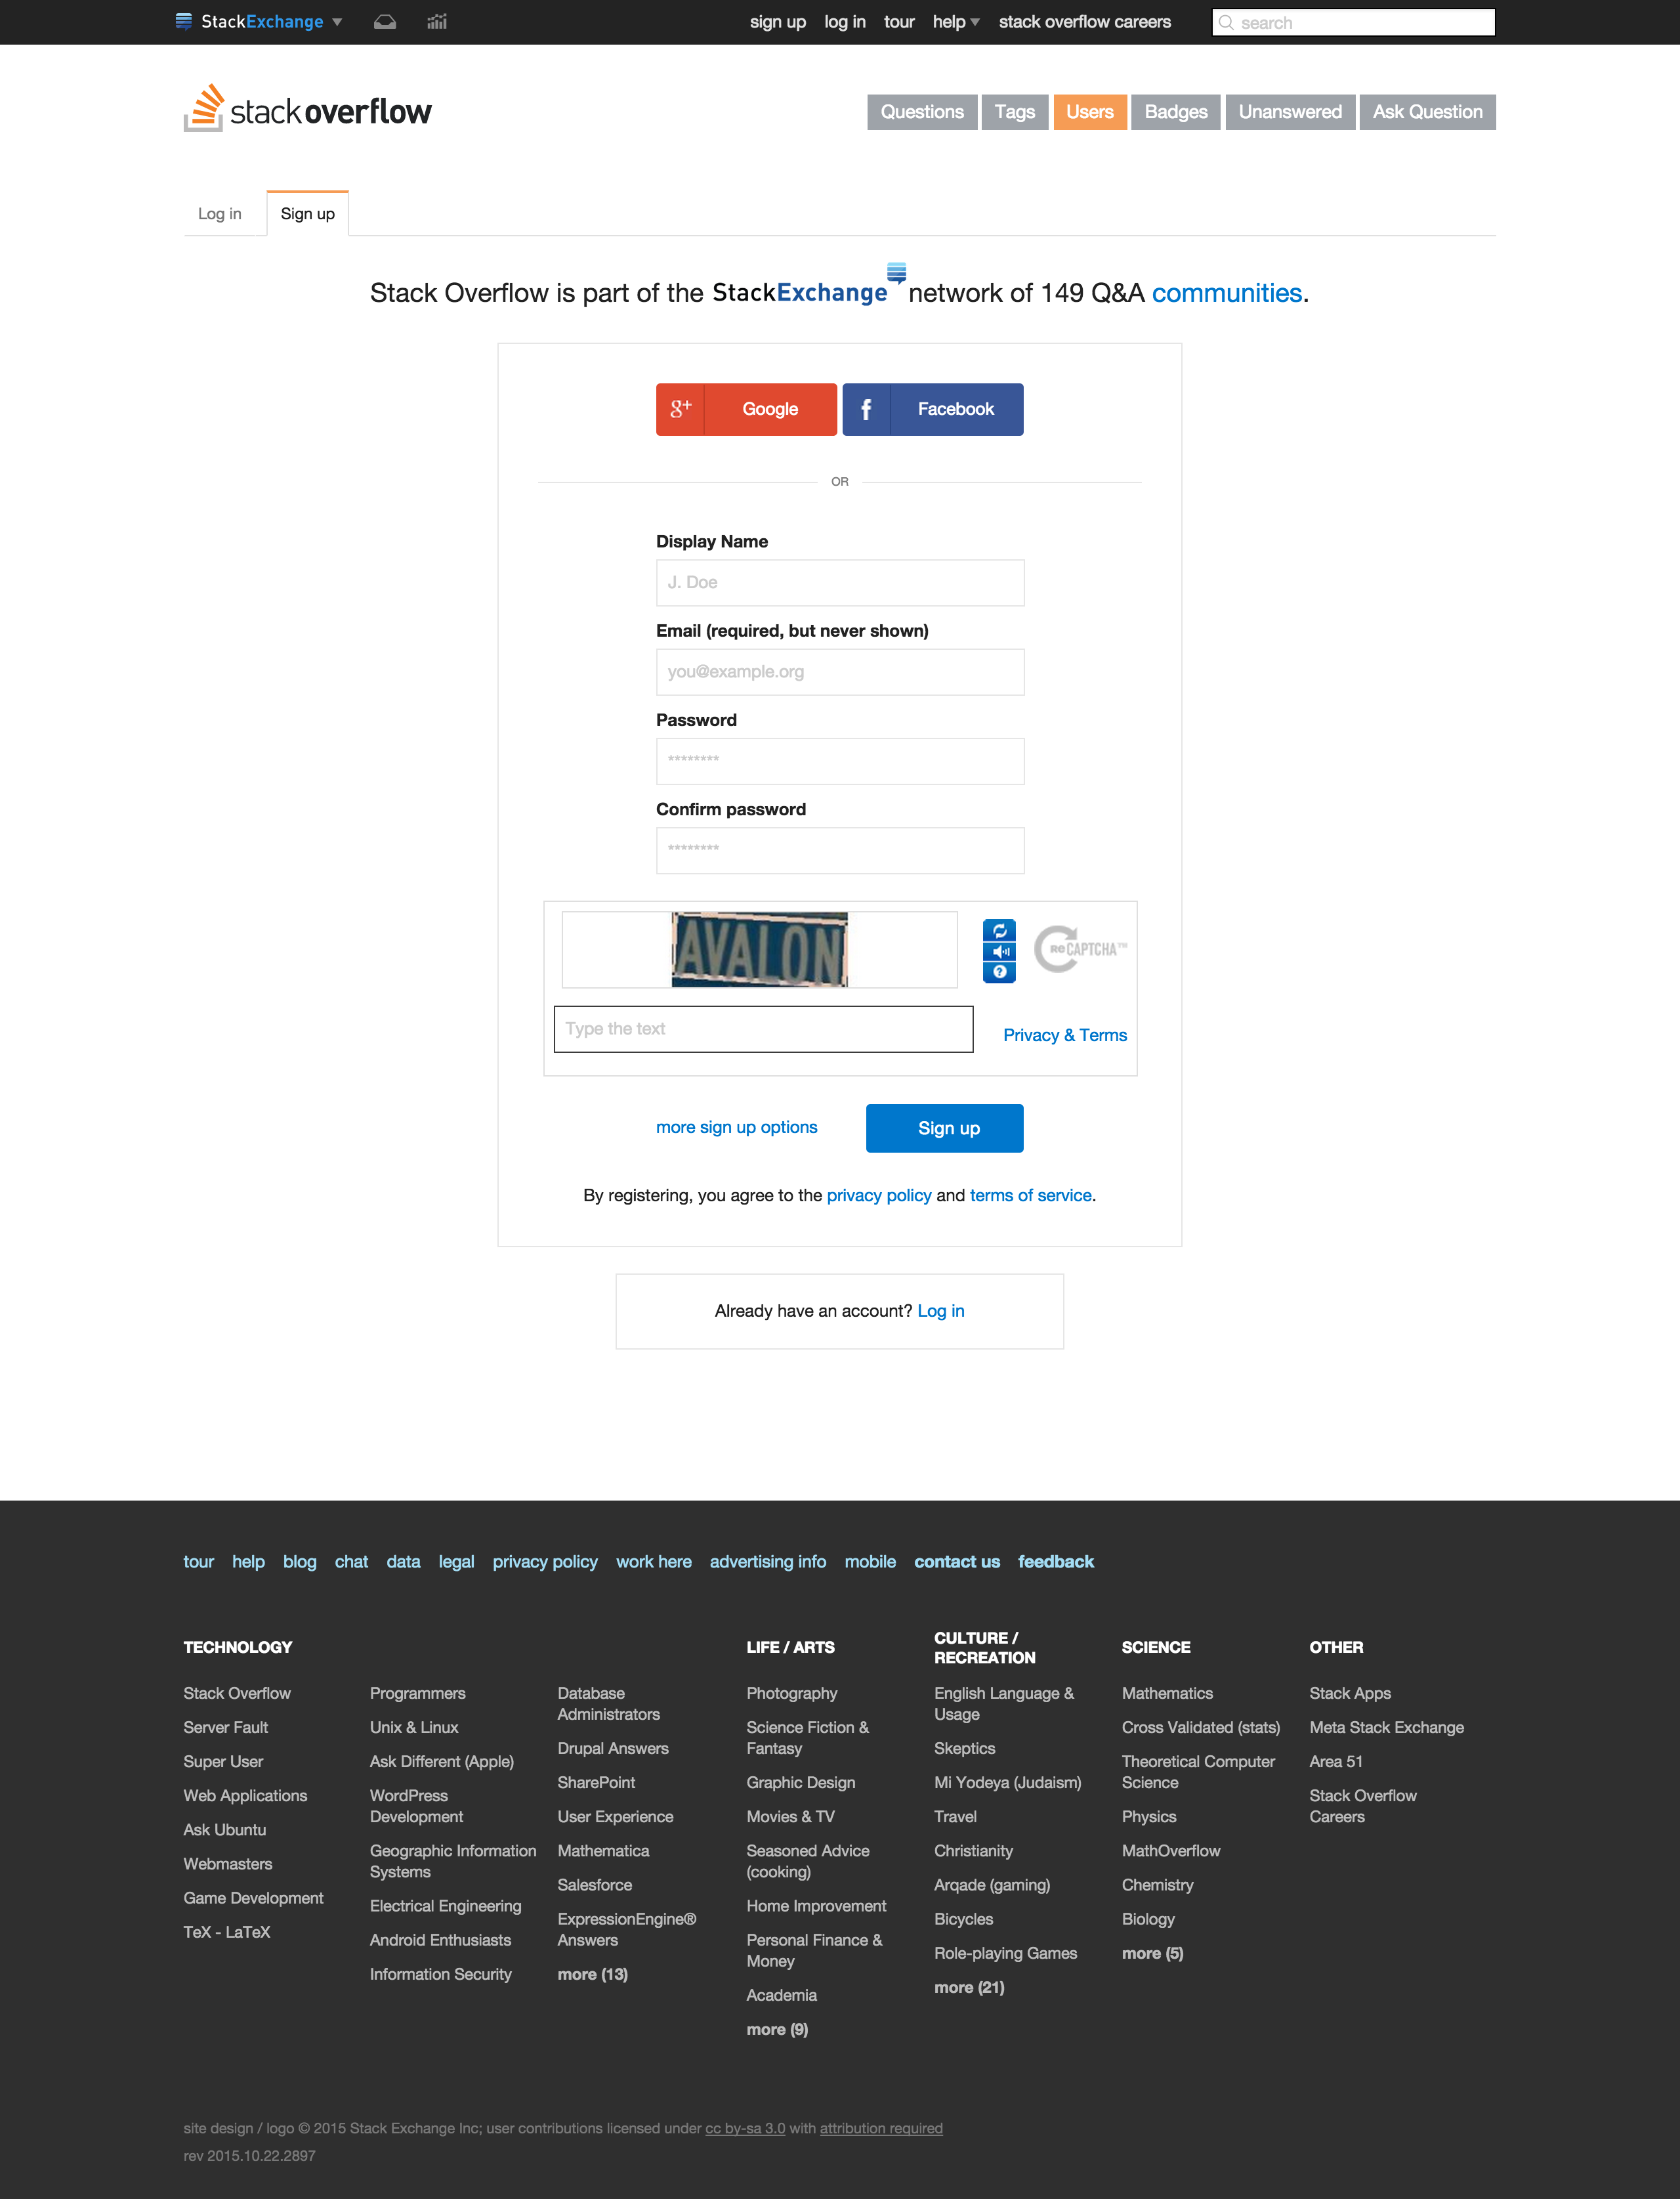 StackExchange sign up log in tour help stack overflow careers search
stackoverflow
Questions Tags Users Badges Unanswered Ask Question
Log in Sign up
Stack Overflow is part of the StackExchange network of 149 Q&A communities.
g+ Google f Facebook
OR
Display Name
J. Doe
Email (required, but never shown)
you@example.org
Password
********
Confirm password
********
AVALON
? reCAPTCHA™
Type the text
Privacy & Terms
more sign up options Sign up
By registering, you agree to the privacy policy and terms of service.
Already have an account? Log in
tour help blog chat data legal privacy policy work here advertising info mobile contact us feedback
TECHNOLOGY
Stack Overflow
Server Fault
Super User
Web Applications
Ask Ubuntu
Webmasters
Game Development
TeX - LaTeX
Programmers
Unix & Linux
Ask Different (Apple)
WordPress
Development
Geographic Information
Systems
Electrical Engineering
Android Enthusiasts
Information Security
Database
Administrators
Drupal Answers
SharePoint
User Experience
Mathematica
Salesforce
ExpressionEngine®
Answers
more (13)
LIFE / ARTS
Photography
Science Fiction &
Fantasy
Graphic Design
Movies & TV
Seasoned Advice
(cooking)
Home Improvement
Personal Finance &
Money
Academia
more (9)
CULTURE /
RECREATION
English Language &
Usage
Skeptics
Mi Yodeya (Judaism)
Travel
Christianity
Arqade (gaming)
Bicycles
Role-playing Games
more (21)
SCIENCE
Mathematics
Cross Validated (stats)
Theoretical Computer
Science
Physics
MathOverflow
Chemistry
Biology
more (5)
OTHER
Stack Apps
Meta Stack Exchange
Area 51
Stack Overflow
Careers
site design / logo © 2015 Stack Exchange Inc; user contributions licensed under cc by-sa 3.0 with attribution required
rev 2015.10.22.2897